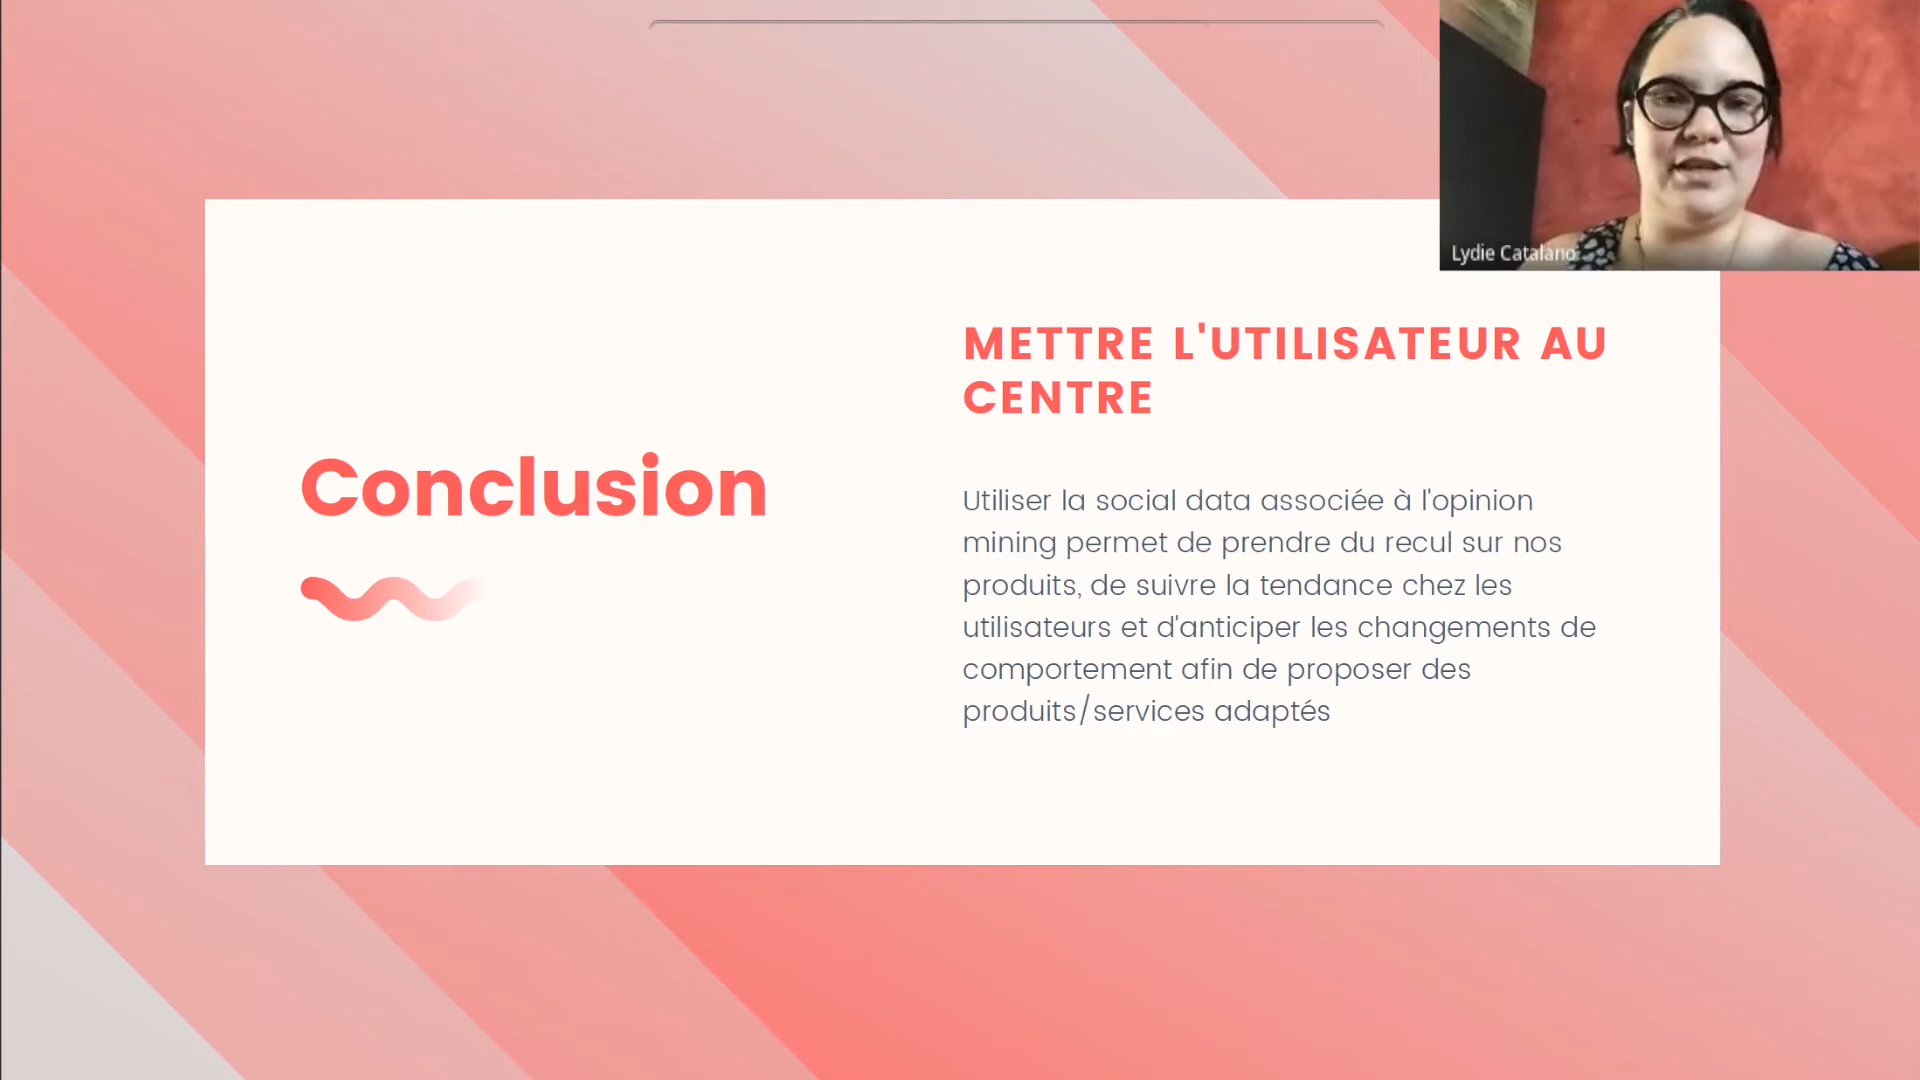 Lydie Catalano
METTRE L'UTILISATEUR AU
CENTRE
Conclusion
Utiliser la social data associée à l'opinion
mining permet de prendre du recul sur nos
produits, de suivre la tendance chez les
utilisateurs et d'anticiper les changements de
comportement afin de proposer des
produits/services adaptés